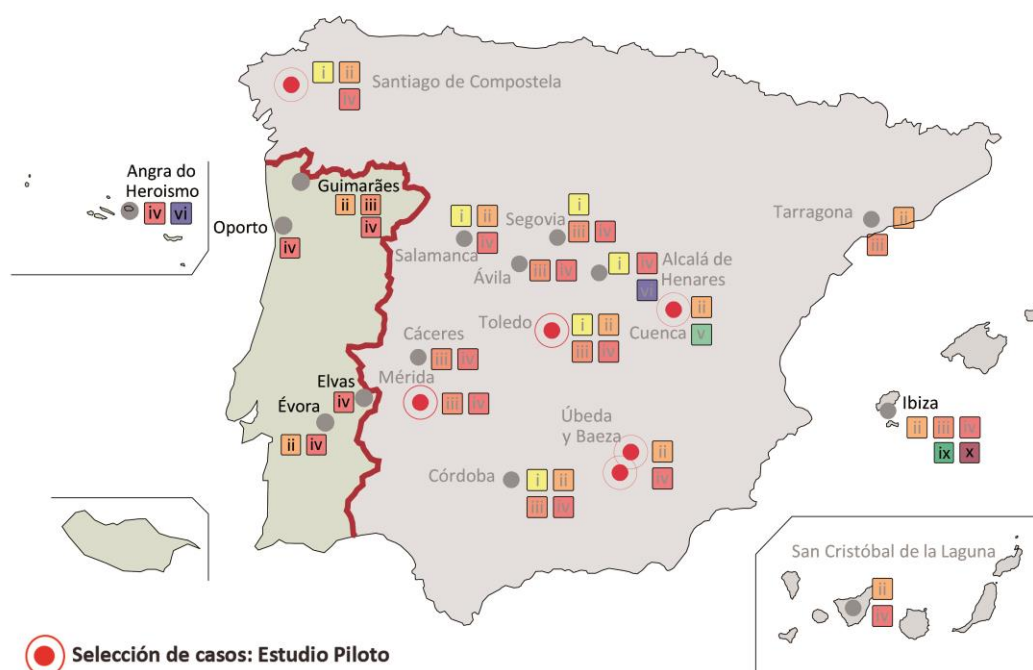 i ii
Santiago de Compostela
iv
Angra do
Heroismo
iv vi
Guimarães
ii iii
iv
Oporto
iv
i ii
Salamanca
iv
Segovia
i
iii iv
Ávila
iii iv
Alcalá de
Henares
i iv
vi
Tarragona
ii
iii
Toledo
i ii
iii iv
Cuenca
ii
v
Cáceres
iii iv
Mérida
iii iv
Elvas
iv
Évora
ii iv
Ibiza
ii iii iv
ix x
Úbeda
y Baeza
ii
iv
Córdoba
i ii
iii iv
San Cristóbal de la Laguna
ii
iv
Selección de casos: Estudio Piloto